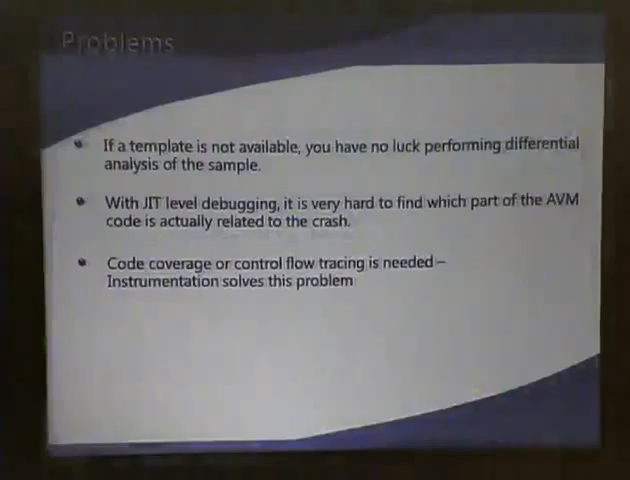 Problems
If a template is not available, you have no luck performing differential
analysis of the sample.
With JIT level debugging, it is very hard to find which part of the AVM
code is actually related to the crash.
Code coverage or control flow tracing is needed –
Instrumentation solves this problem